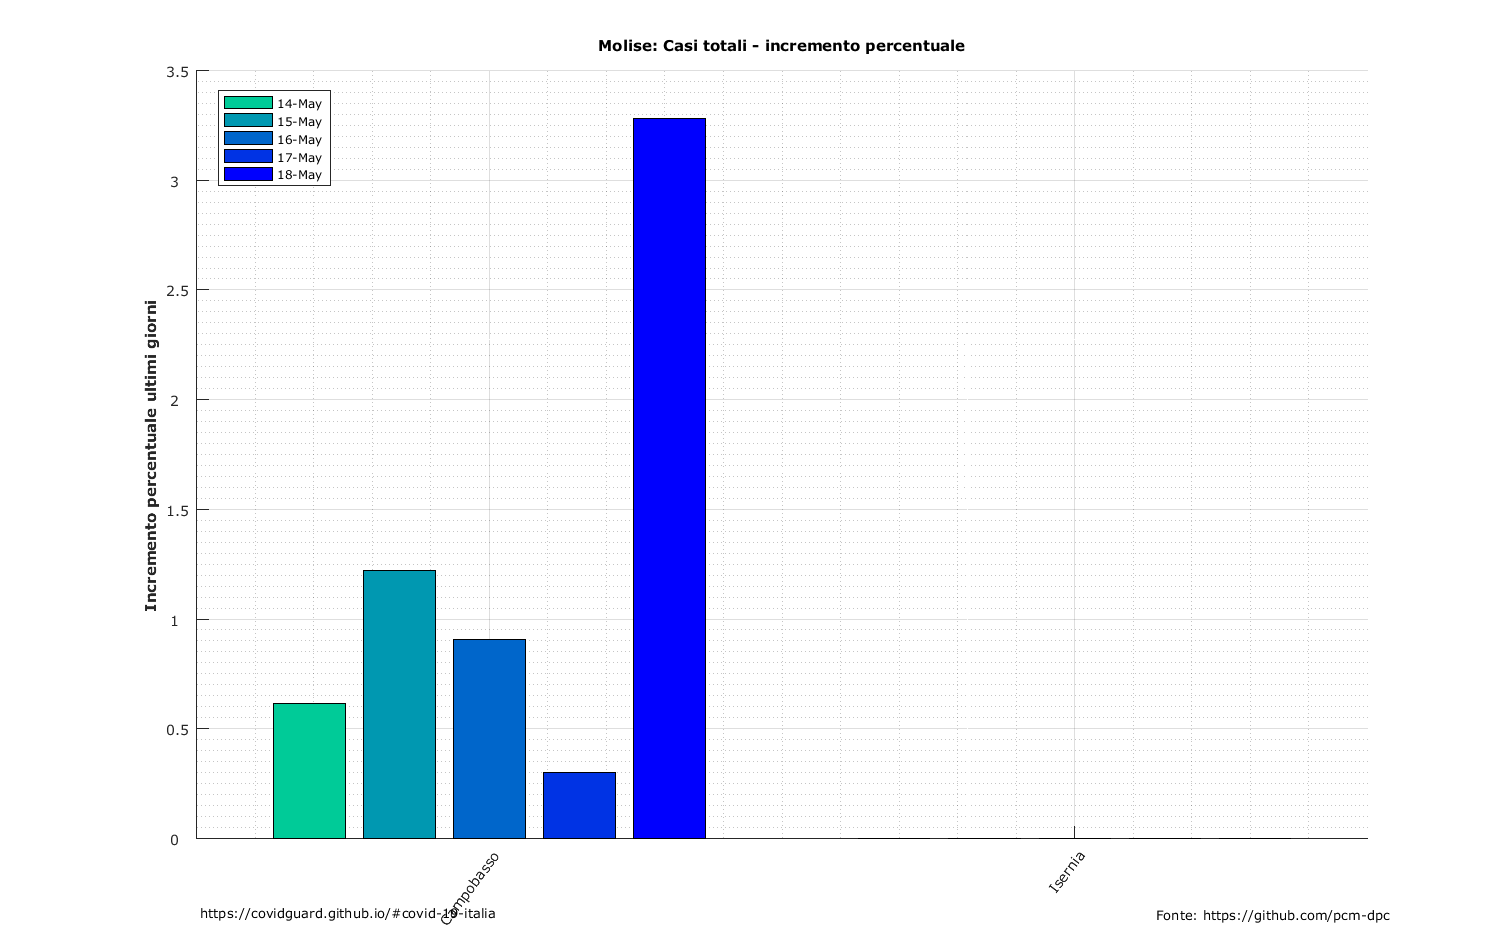 Molise: Casi totali - incremento percentuale
3.5
3
2.5
2
1.5
1
0.5
0
14-May
15-May
16-May
17-May
18-May
Incremento percentuale ultimi giorni
Campobasso
Isernia
https://covidguard.github.io/#covid-19-italia
Fonte: https://github.com/pcm-dpc